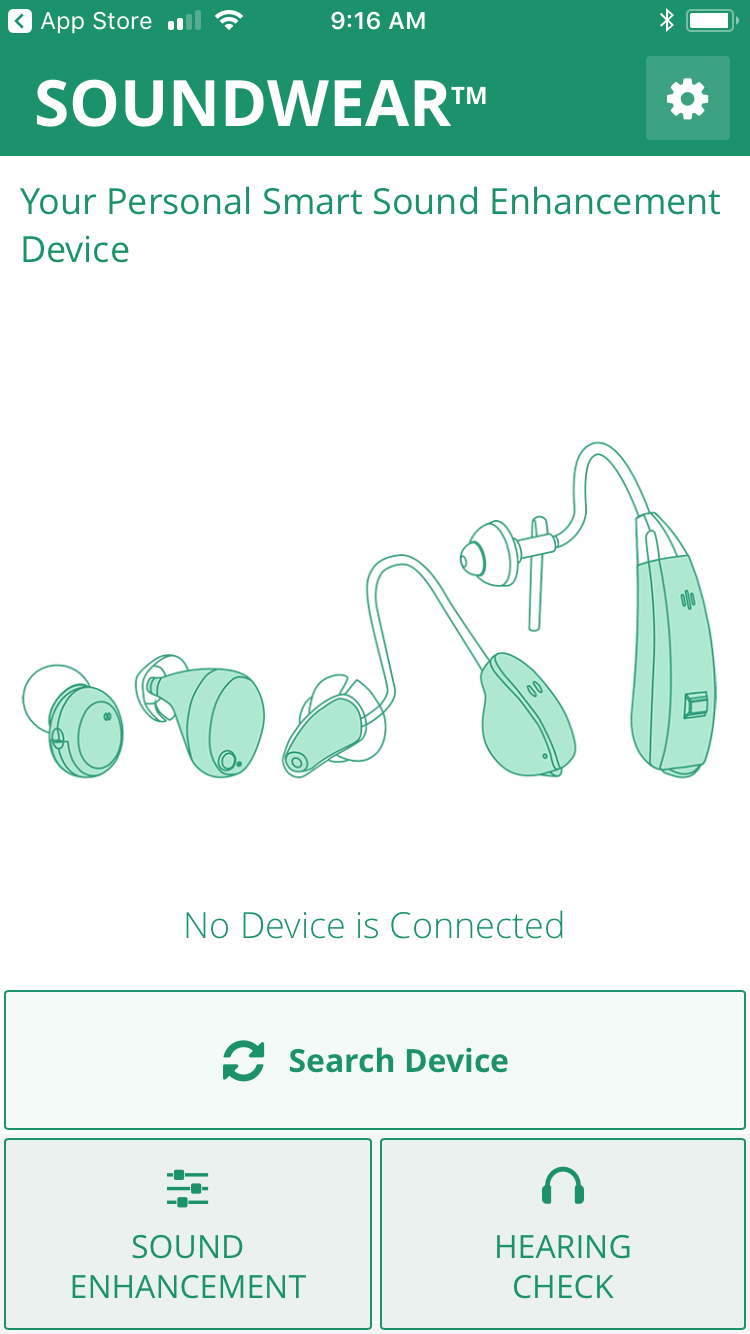 App Store 9:16 AM
SOUNDWEAR™
Your Personal Smart Sound Enhancement
Device
No Device is Connected
Search Device
SOUND
ENHANCEMENT
HEARING
CHECK